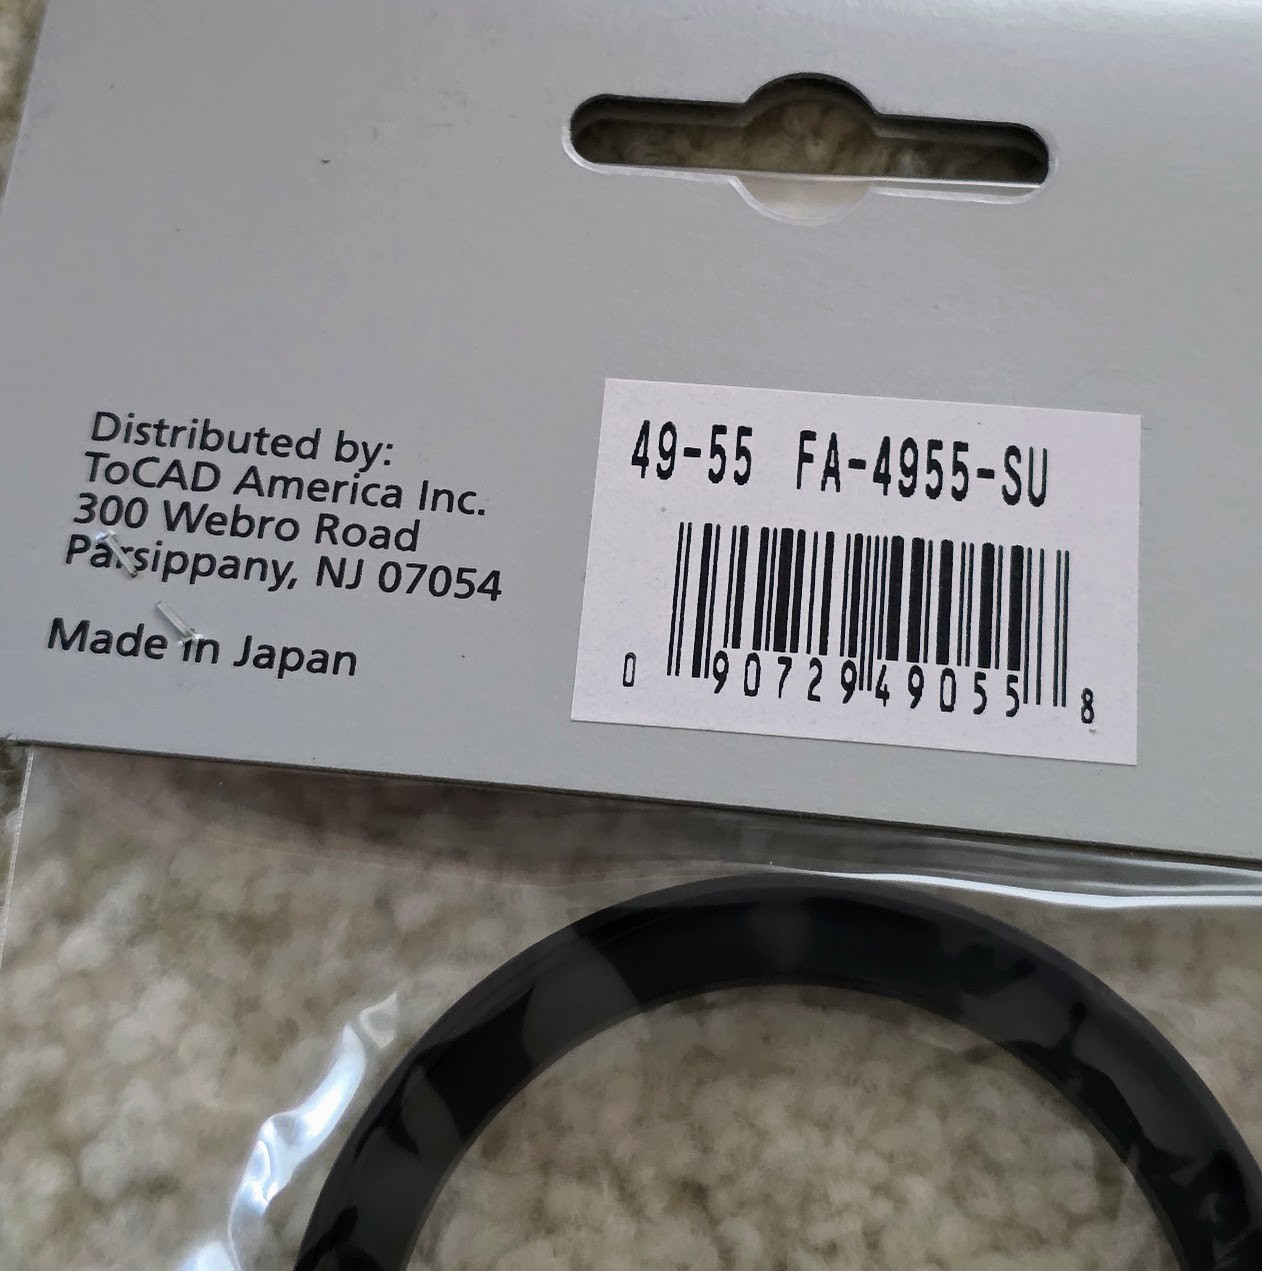 Distributed by:
ToCAD America Inc.
300 Webro Road
Parsippany, NJ 07054
Made in Japan
49-55 FA-4955-SU
0 90729 49055 8